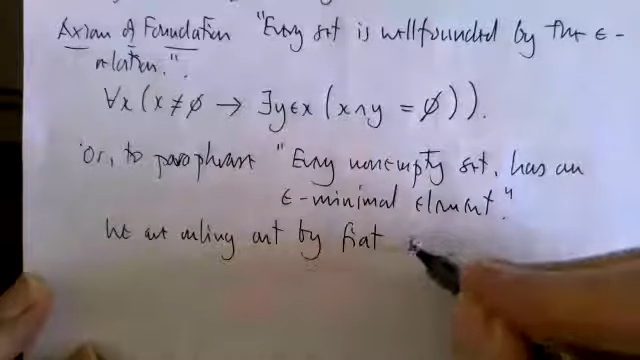 Axiom of Foundation "Every set is wellfounded by the ∈-
relation.".
∀x(x≠∅ → ∃y∈x(x∩y = ∅)).
Or, to paraphrase "Every nonempty set, has an
∈-minimal element".
We are ruling out by fiat